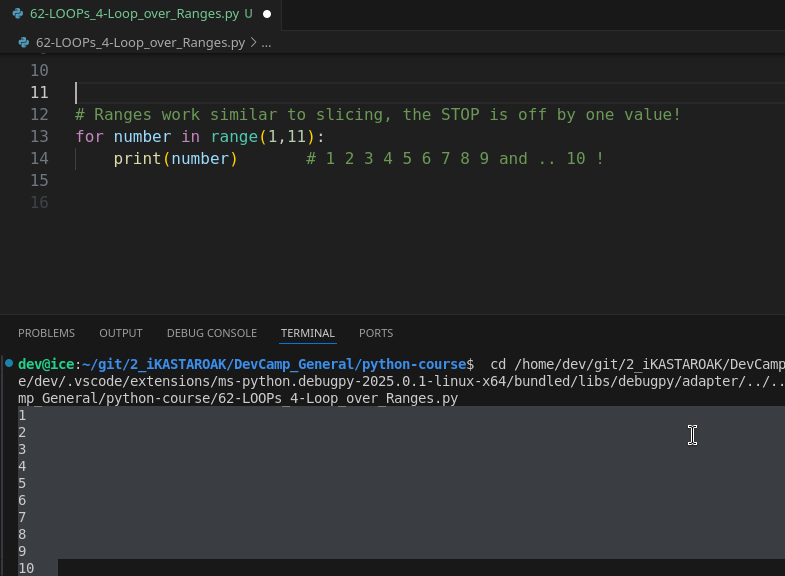 62-LOOPs_4-Loop_over_Ranges.py U
62-LOOPs_4-Loop_over_Ranges.py > ...
10
11
12 # Ranges work similar to slicing, the STOP is off by one value!
13 for number in range(1,11):
14     print(number)       # 1 2 3 4 5 6 7 8 9 and .. 10 !
15
16
PROBLEMS OUTPUT DEBUG CONSOLE TERMINAL PORTS
dev@ice:~/git/2_iKASTAROAK/DevCamp_General/python-course$  cd /home/dev/git/2_iKASTAROAK/DevCamp
e/dev/.vscode/extensions/ms-python.debugpy-2025.0.1-linux-x64/bundled/libs/debugpy/adapter/../..
mp_General/python-course/62-LOOPs_4-Loop_over_Ranges.py
1
2
3
4
5
6
7
8
9
10